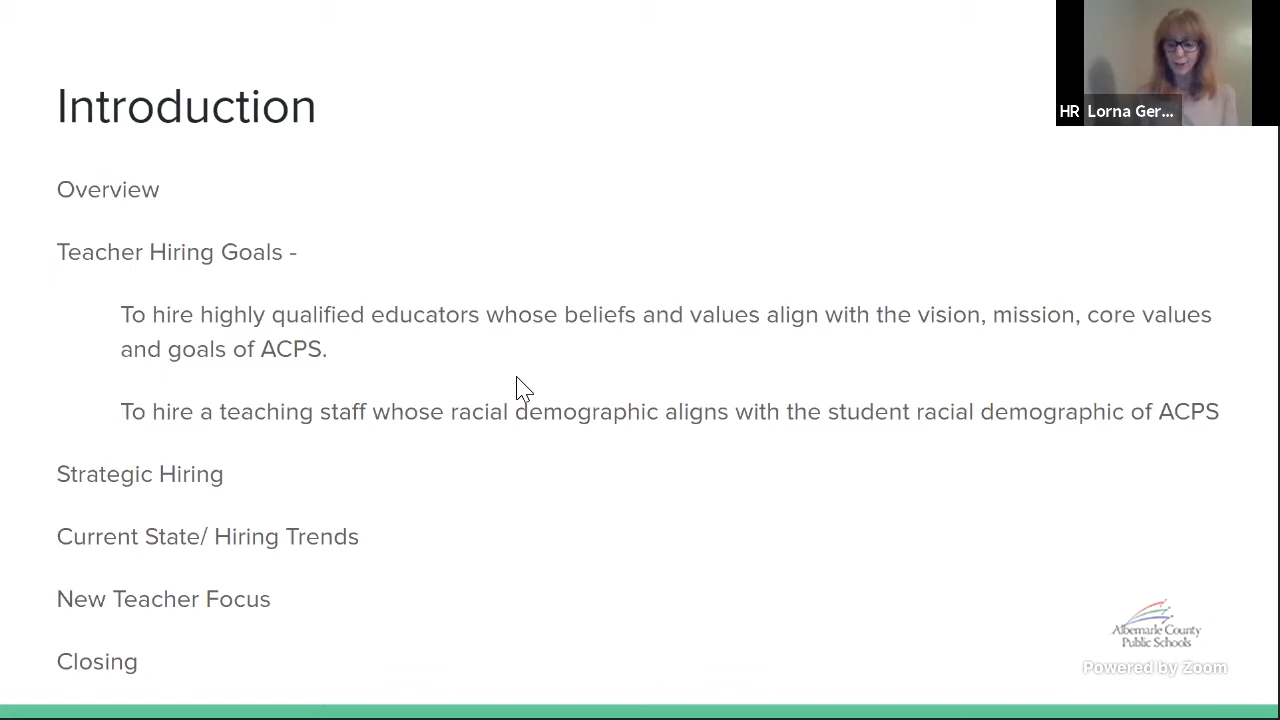 Introduction
HR Lorna Ger...
Overview
Teacher Hiring Goals -
To hire highly qualified educators whose beliefs and values align with the vision, mission, core values
and goals of ACPS.
To hire a teaching staff whose racial demographic aligns with the student racial demographic of ACPS
Strategic Hiring
Current State/ Hiring Trends
New Teacher Focus
Closing
Albemarle County
Public Schools
Powered by Zoom